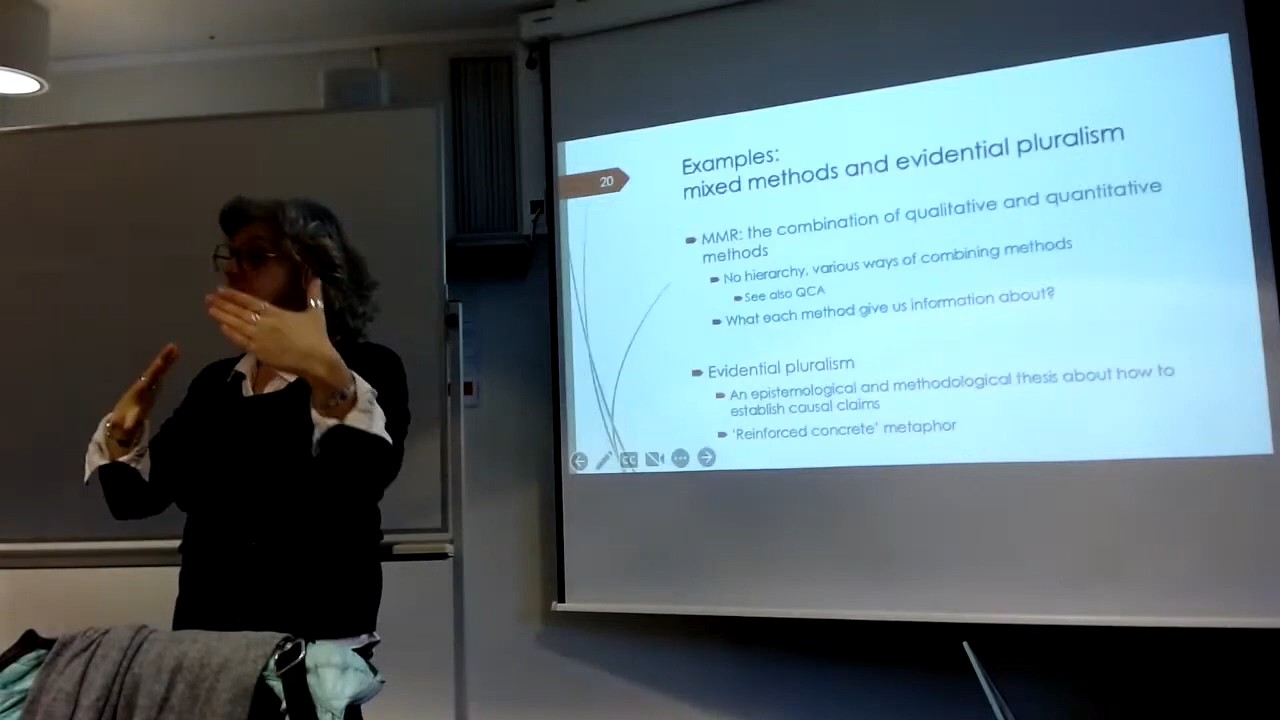 20
Examples:
mixed methods and evidential pluralism
MMR: the combination of qualitative and quantitative
methods
No hierarchy, various ways of combining methods
See also QCA
What each method give us information about?
Evidential pluralism
An epistemological and methodological thesis about how to
establish causal claims
'Reinforced concrete' metaphor
CC